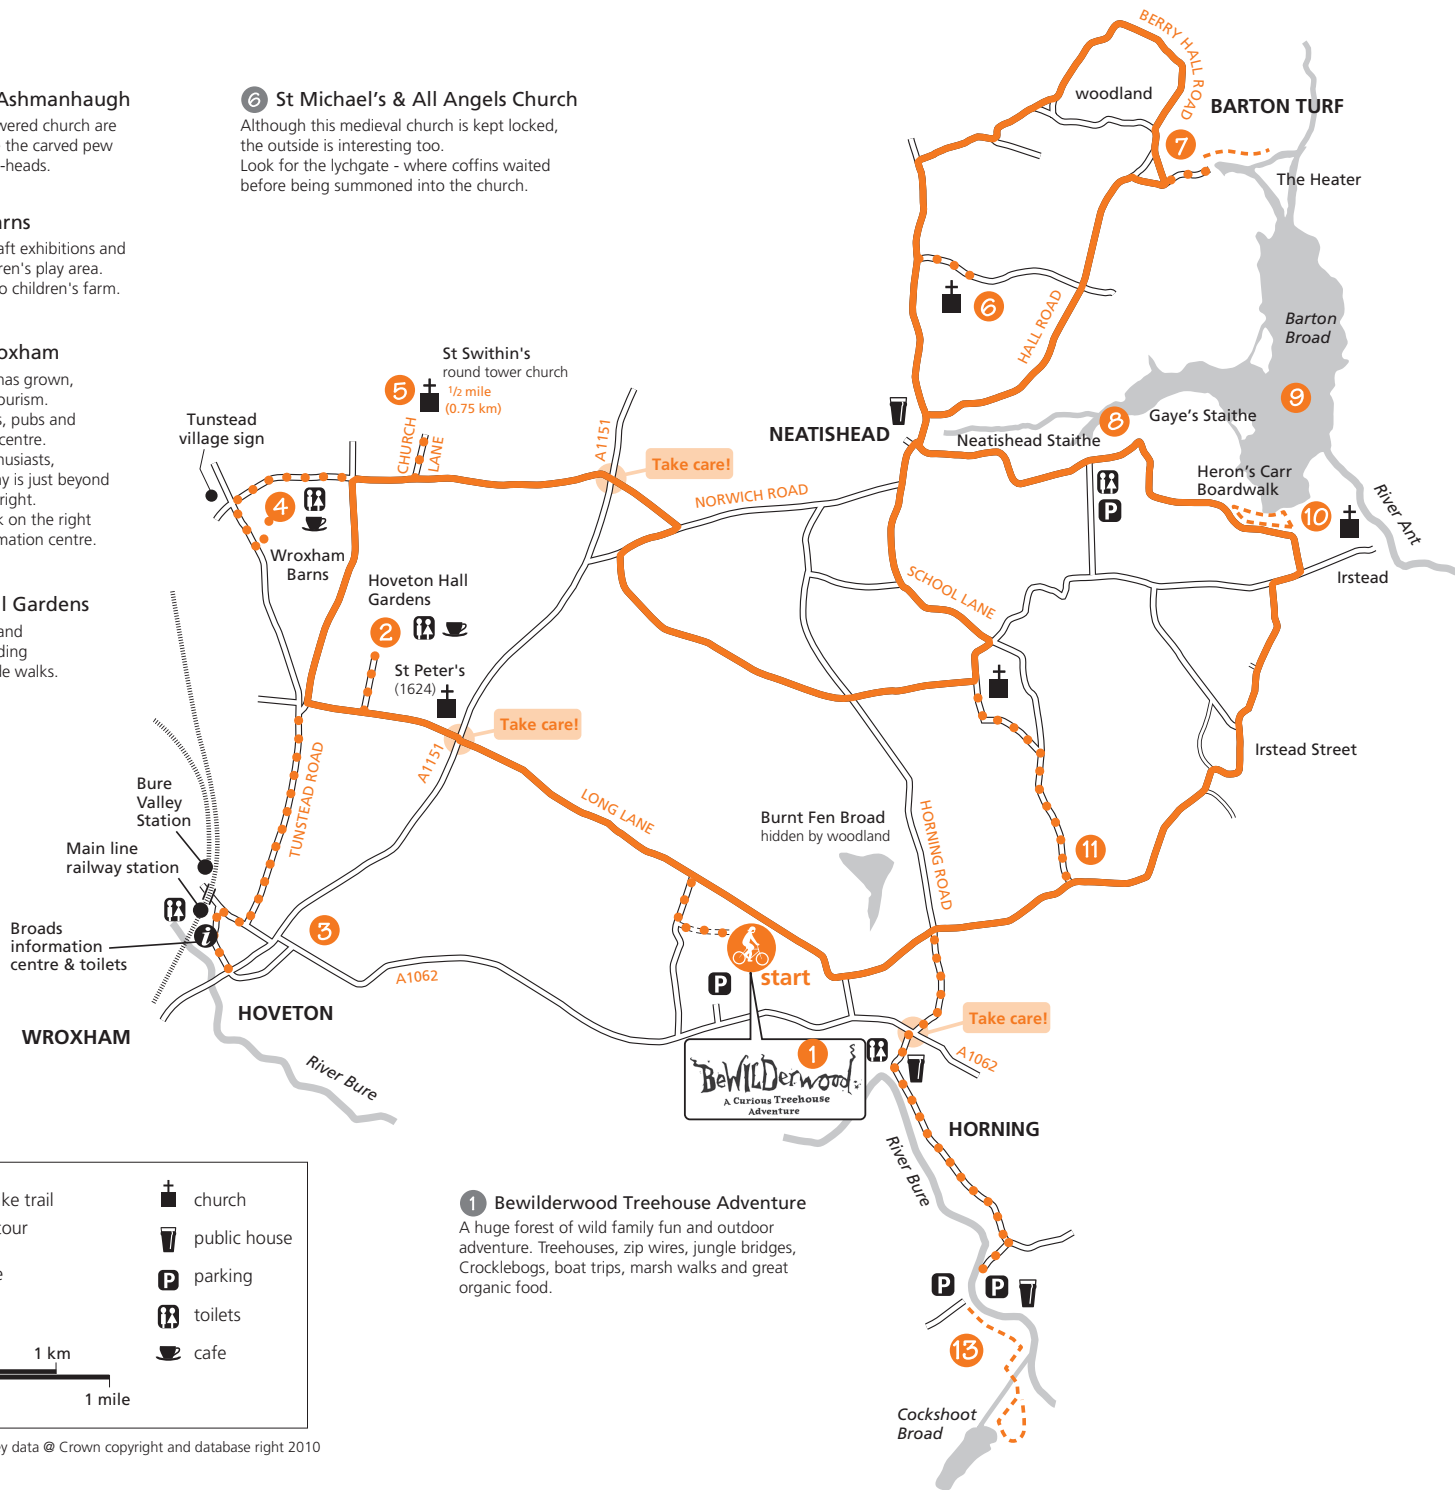 Ashmanhaugh
wered church are
the carved pew
-heads.
rns
aft exhibitions and
ren's play area.
o children's farm.
oxham
has grown,
ourism.
s, pubs and
centre.
husiasts,
ay is just beyond
right.
k on the right
rmation centre.
l Gardens
and
ding
le walks.
6 St Michael's & All Angels Church
Although this medieval church is kept locked,
the outside is interesting too.
Look for the lychgate - where coffins waited
before being summoned into the church.
BERRY HALL ROAD
woodland
BARTON TURF
7
The Heater
6
HALL ROAD
Barton
Broad
9
St Swithin's
round tower church
5
1/2 mile
(0.75 km)
CHURCH
LANE
A1151
Take care!
Tunstead
village sign
4
Wroxham
Barns
NEATISHEAD
8
Gaye's Staithe
Neatishead Staithe
Heron's Carr
Boardwalk
P
10
River Ant
Irstead
NORWICH ROAD
SCHOOL LANE
Hoveton Hall
Gardens
2
St Peter's
(1624)
Take care!
A1151
TUNSTEAD ROAD
LONG LANE
Irstead Street
Bure
Valley
Station
Main line
railway station
Broads
information
centre & toilets
i
3
HOVETON
WROXHAM
River Bure
A1062
Burnt Fen Broad
hidden by woodland
HORNING ROAD
11
start
P
1
BeWILDerwood
A Curious Treehouse
Adventure
Take care!
A1062
HORNING
River Bure
P
P
13
Cockshoot
Broad
1 Bewilderwood Treehouse Adventure
A huge forest of wild family fun and outdoor
adventure. Treehouses, zip wires, jungle bridges,
Crocklebogs, boat trips, marsh walks and great
organic food.
ke trail
tour
e
church
public house
P parking
toilets
cafe
1 km
1 mile
ey data @ Crown copyright and database right 2010